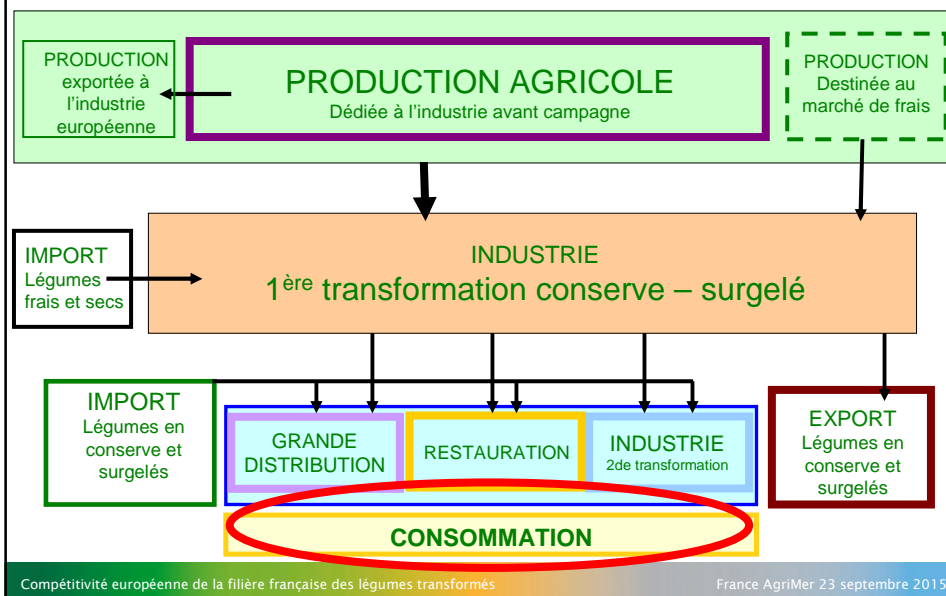 PRODUCTION
exportée à
l'industrie
européenne
PRODUCTION AGRICOLE
Dédiée à l'industrie avant campagne
PRODUCTION
Destinée au
marché de frais
IMPORT
Légumes
frais et secs
INDUSTRIE
1ère transformation conserve – surgelé
IMPORT
Légumes en
conserve et
surgelés
GRANDE
DISTRIBUTION
RESTAURATION
INDUSTRIE
2de transformation
EXPORT
Légumes en
conserve et
surgelés
CONSOMMATION
Compétitivité européenne de la filière française des légumes transformés
France AgriMer 23 septembre 2015